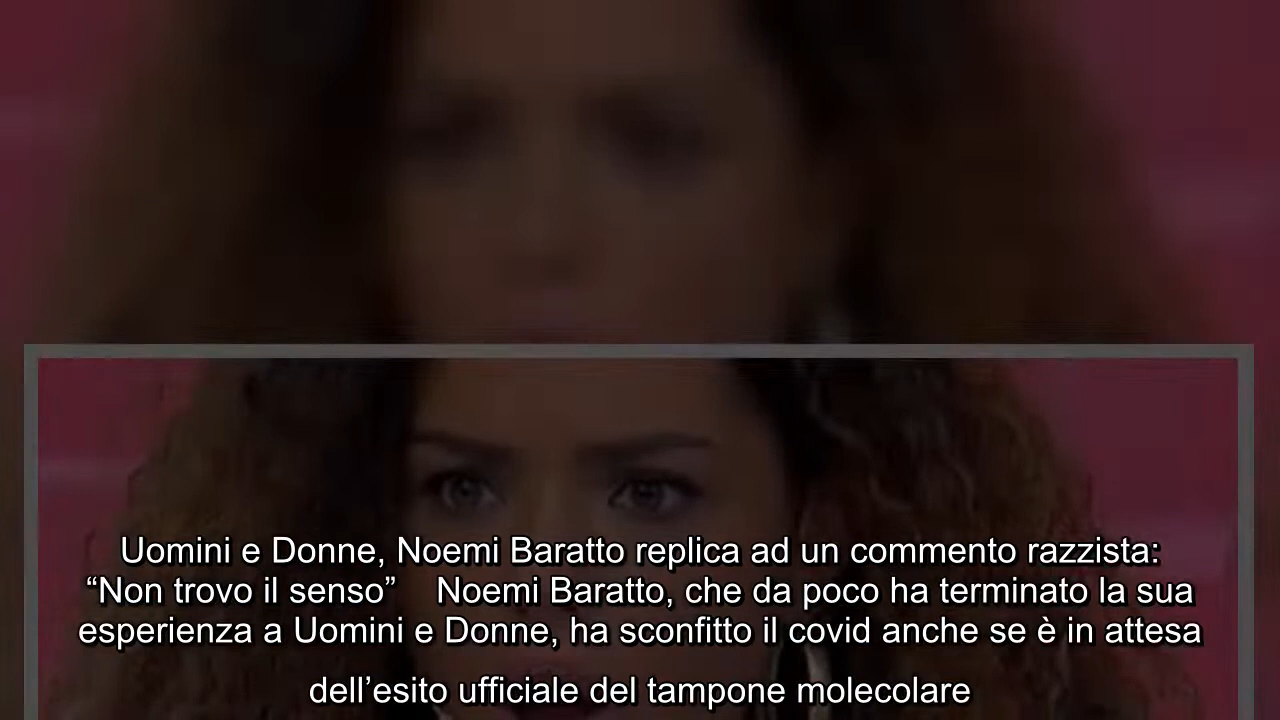 Uomini e Donne, Noemi Baratto replica ad un commento razzista:
“Non trovo il senso” Noemi Baratto, che da poco ha terminato la sua
esperienza a Uomini e Donne, ha sconfitto il covid anche se è in attesa
dell’esito ufficiale del tampone molecolare